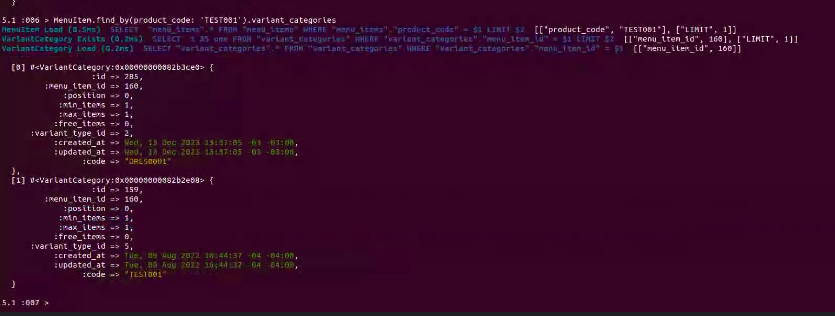 }
5.1 :006 > MenuItem.find_by(product_code: 'TEST001').variant_categories
MenuItem Load (0.5ms) SELECT "menu_items".* FROM "menu_items" WHERE "menu_items"."product_code" = $1 LIMIT $2 [["product_code", "TEST001"], ["LIMIT", 1]]
VariantCategory Exists (0.2ms) SELECT 1 AS one FROM "variant_categories" WHERE "variant_categories"."menu_item_id" = $1 LIMIT $2 [["menu_item_id", 160], ["LIMIT", 1]]
VariantCategory Load (0.2ms) SELECT "variant_categories".* FROM "variant_categories" WHERE "variant_categories"."menu_item_id" = $1 [["menu_item_id", 160]]
[0] #<VariantCategory:0x00000000082b3ce0> {
:id => 285,
:menu_item_id => 160,
:position => 0,
:min_items => 1,
:max_items => 1,
:free_items => 0,
:variant_type_id => 2,
:created_at => Wed, 13 Dec 2023 13:37:05 -03 -03:00,
:updated_at => Wed, 13 Dec 2023 13:37:05 -03 -03:00,
:code => "DRES0001"
},
[1] #<VariantCategory:0x00000000082b2e08> {
:id => 159,
:menu_item_id => 160,
:position => 0,
:min_items => 1,
:max_items => 1,
:free_items => 0,
:variant_type_id => 5,
:created_at => Tue, 09 Aug 2022 16:44:37 -04 -04:00,
:updated_at => Tue, 09 Aug 2022 16:44:37 -04 -04:00,
:code => "TEST001"
}
5.1 :007 >